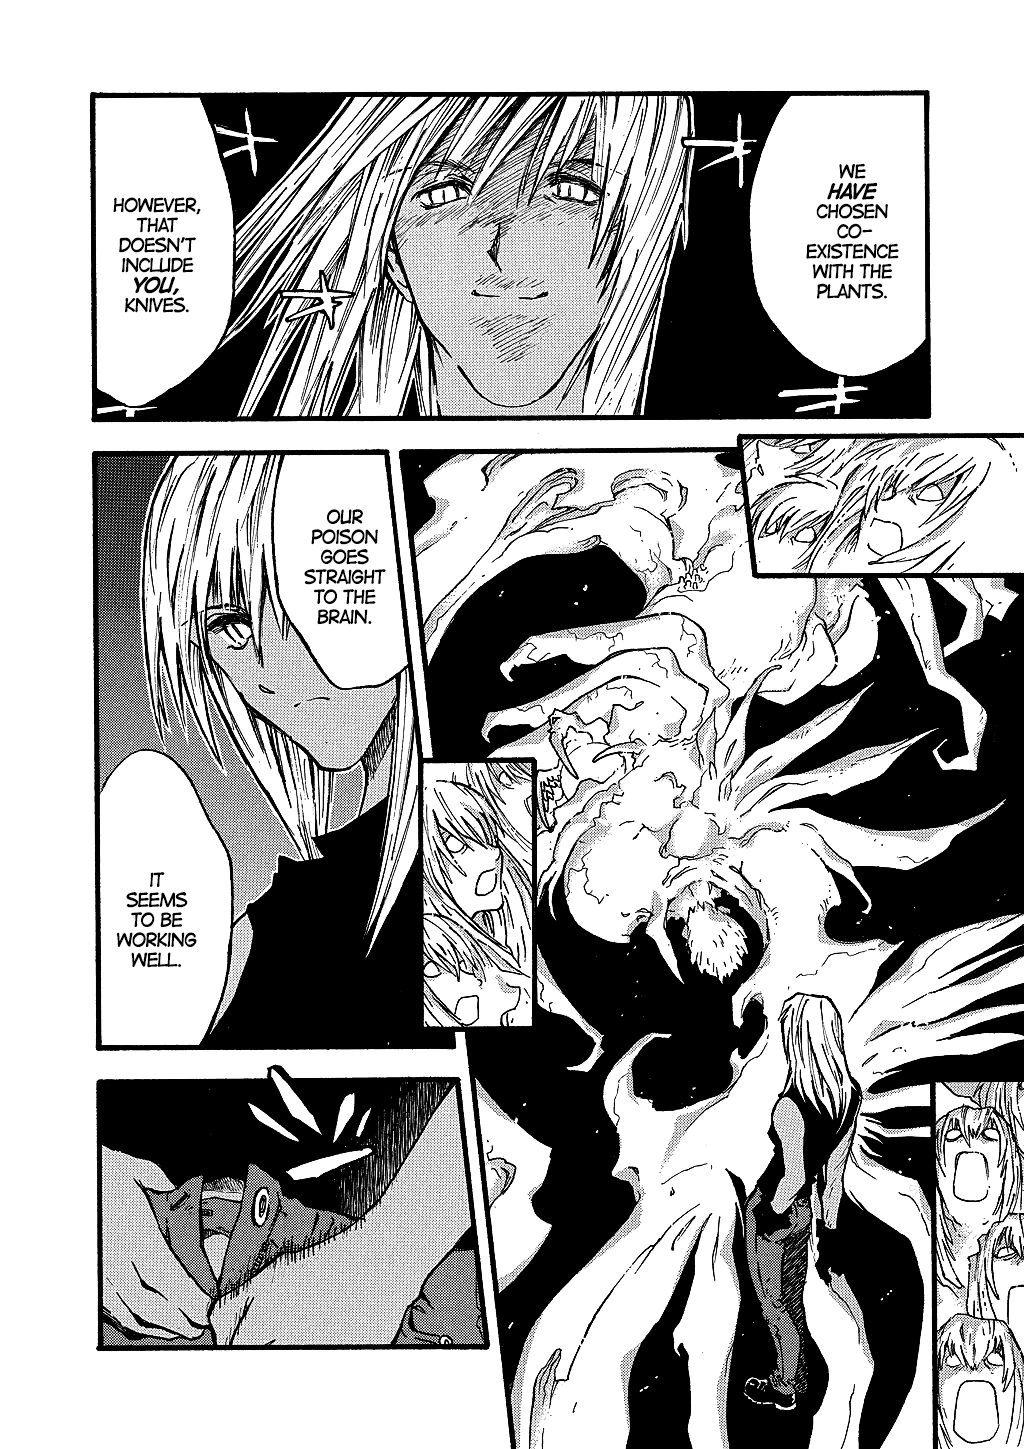 WE
HAVE
CHOSEN
CO-
EXISTENCE
WITH THE
PLANTS.
HOWEVER,
THAT
DOESN'T
INCLUDE
YOU,
KNIVES.
OUR
POISON
GOES
STRAIGHT
TO THE
BRAIN.
IT
SEEMS
TO BE
WORKING
WELL.